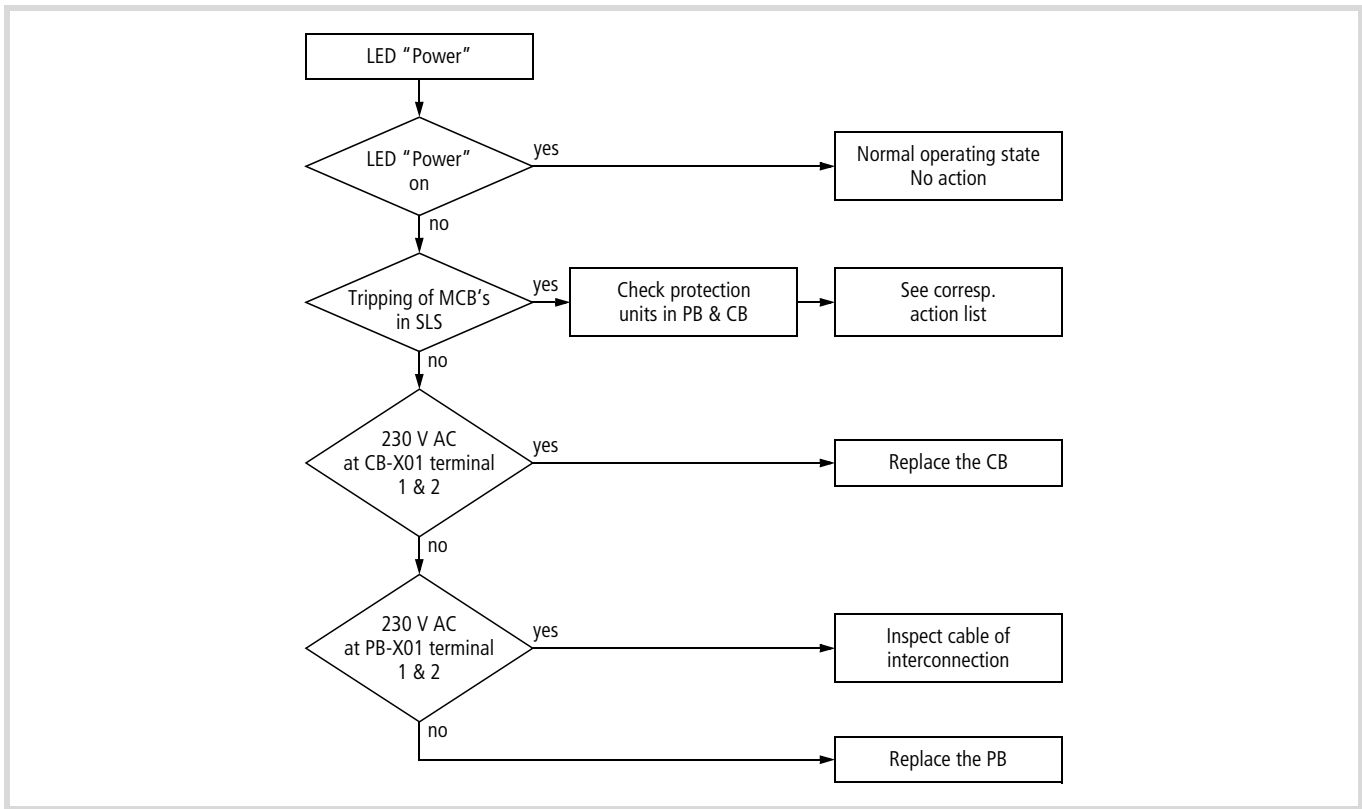 LED “Power”
LED “Power”
on
yes
Normal operating state
No action
no
Tripping of MCB‘s
in SLS
yes
Check protection
units in PB & CB
See corresp.
action list
no
230 V AC
at CB-X01 terminal
1 & 2
yes
Replace the CB
no
230 V AC
at PB-X01 terminal
1 & 2
yes
Inspect cable of
interconnection
no
Replace the PB